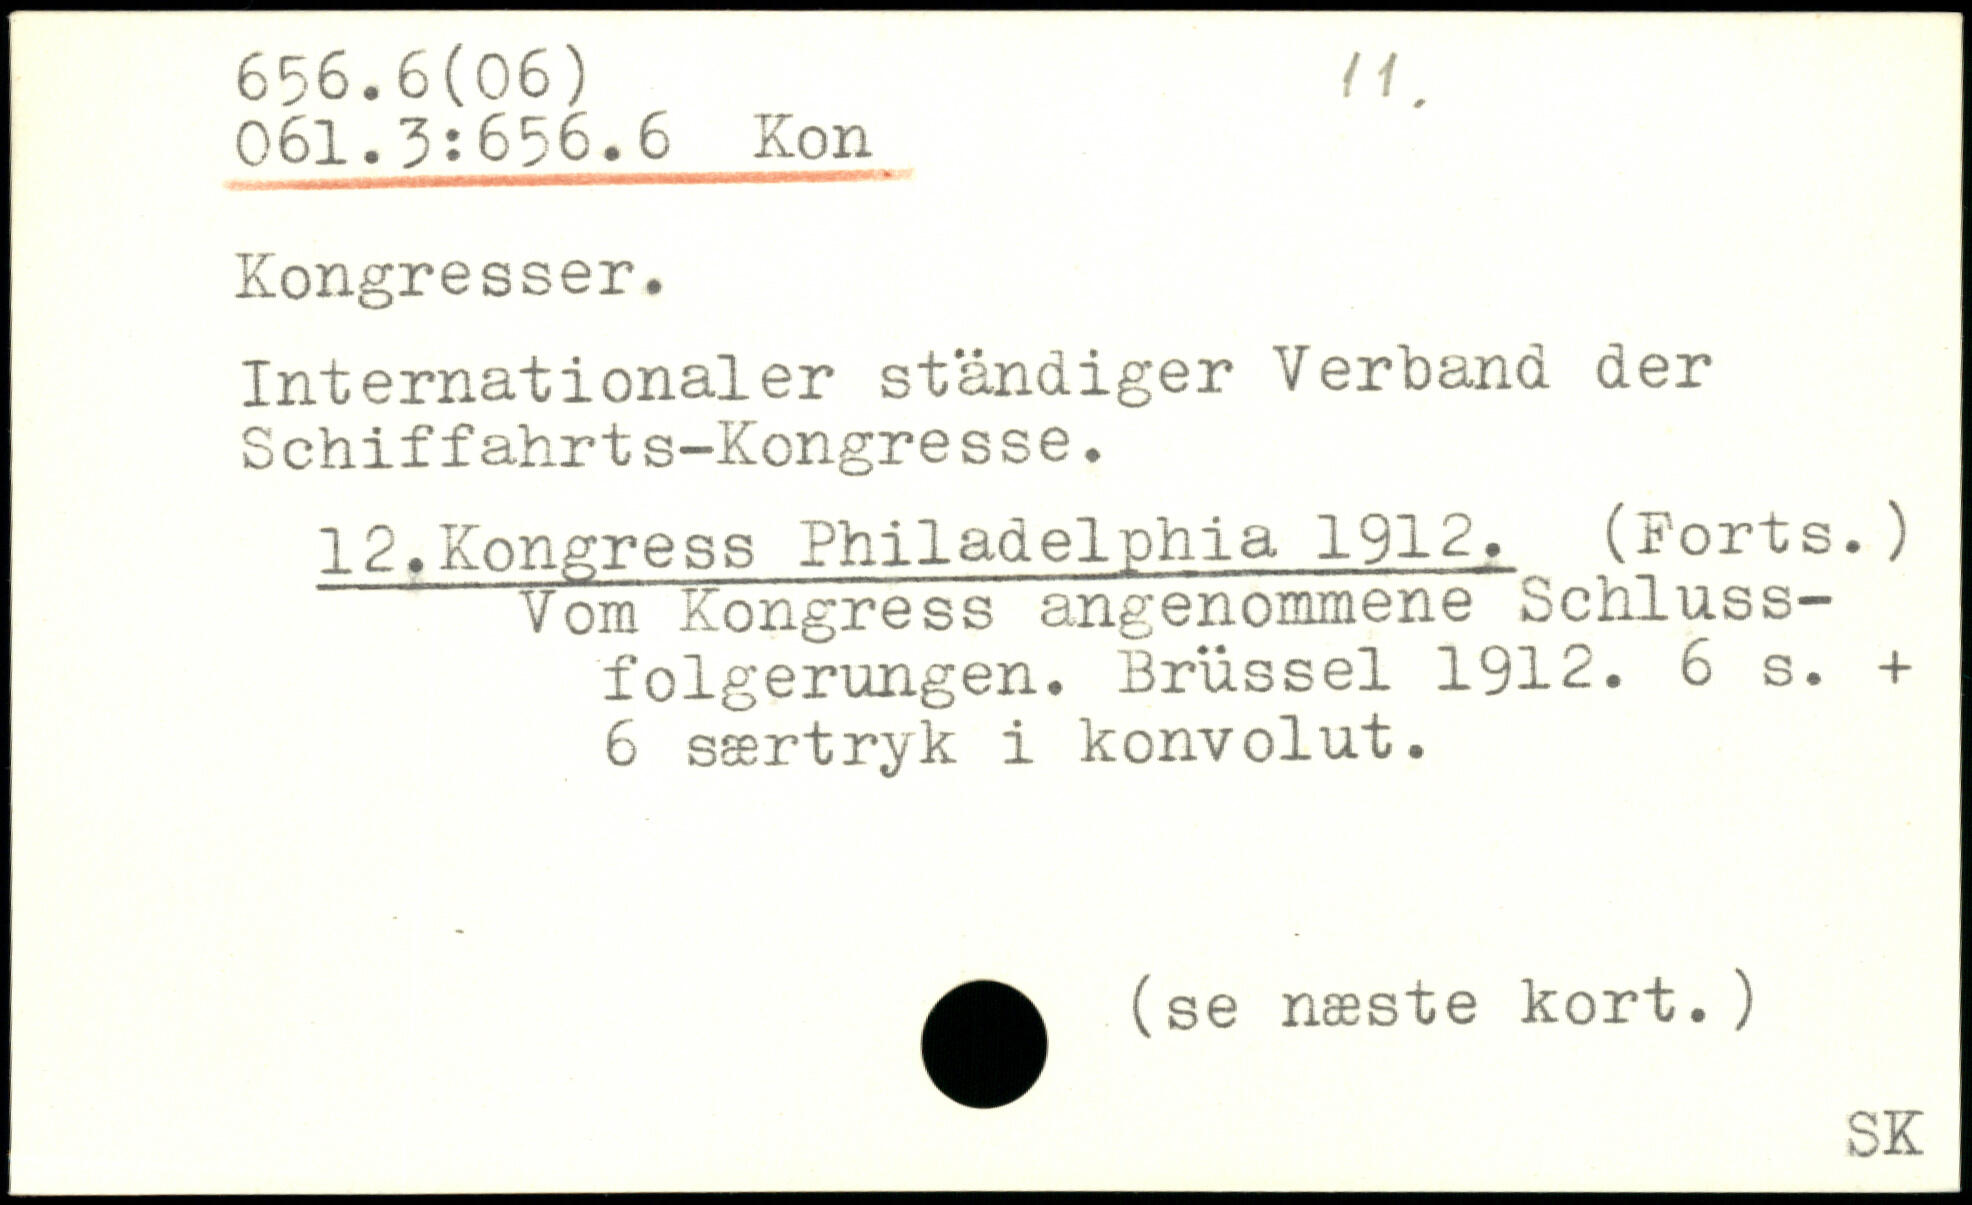 656.6(06)
11.
061.3:656.6 Kon
Kongresser.
Internationaler ständiger Verband der
Schiffahrts-Kongresse.
12.Kongress Philadelphia 1912. (Forts.)
Vom Kongress angenommene Schluss-
folgerungen. Brüssel 1912. 6 s. +
6 særtryk i konvolut.
(se næste kort.)
SK